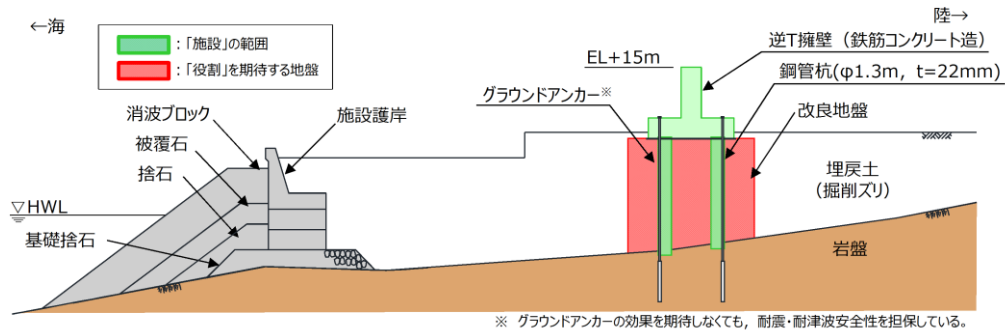 ←海
陸→
：「施設」の範囲
：「役割」を期待する地盤
逆T擁壁（鉄筋コンクリート造）
EL+15m
鋼管杭(φ1.3m，t=22mm)
グラウンドアンカー※
改良地盤
消波ブロック
施設護岸
被覆石
捨石
埋戻土
(掘削ズリ)
▽HWL
基礎捨石
岩盤
※ グラウンドアンカーの効果を期待しなくても，耐震・耐津波安全性を担保している。